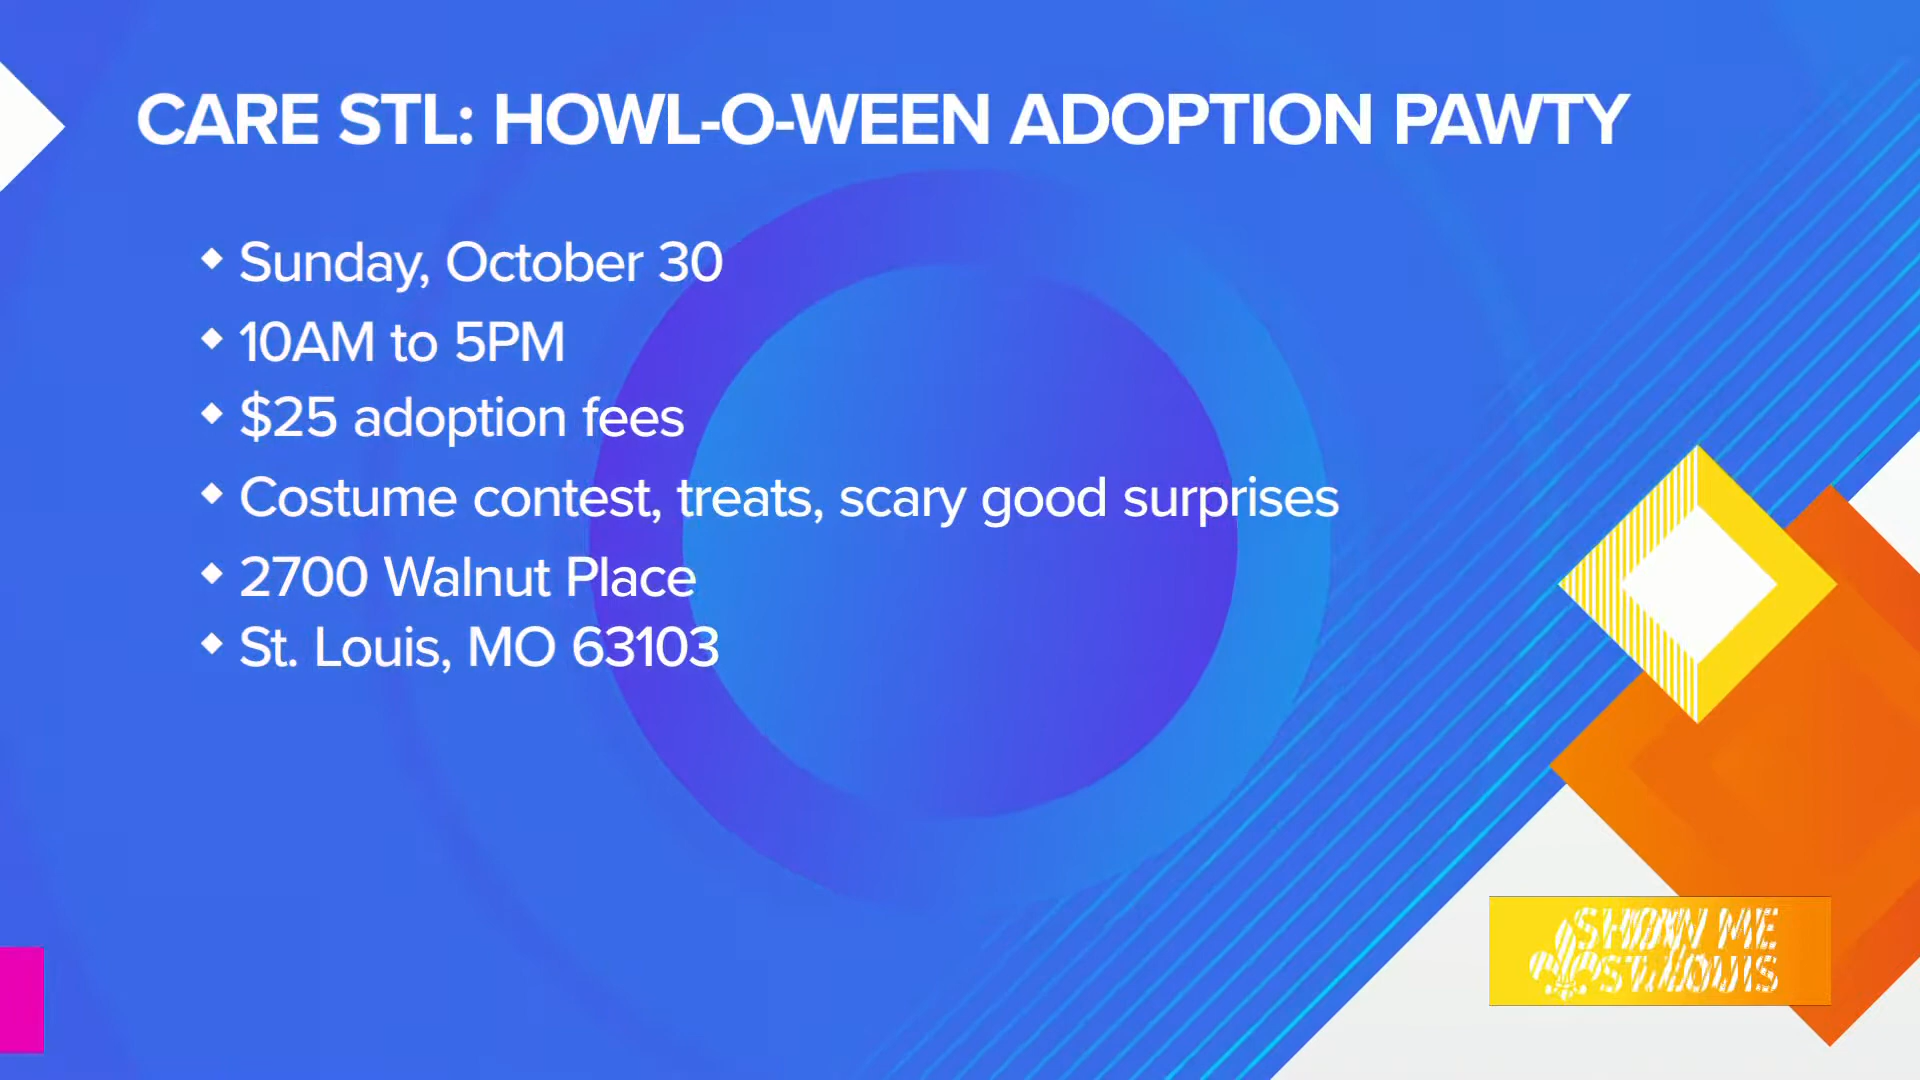 CARE STL: HOWL-O-WEEN ADOPTION PAWTY
Sunday, October 30
10AM to 5PM
$25 adoption fees
Costume contest, treats, scary good surprises
2700 Walnut Place
St. Louis, MO 63103
SHOW ME
ST. LOUIS